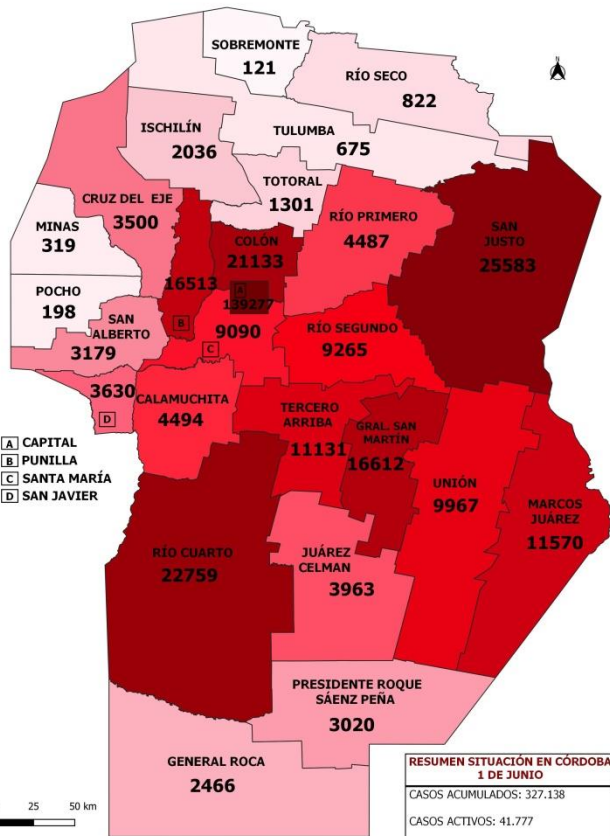 SOBREMONTE
121
RÍO SECO
822
ISCHILÍN
2036
TULUMBA
675
TOTORAL
1301
CRUZ DEL EJE
3500
RÍO PRIMERO
4487
SAN
JUSTO
25583
MINAS
319
COLÓN
21133
16513
A
139277
POCHO
198
B
SAN
ALBERTO
3179
9090
C
RÍO SEGUNDO
9265
3630
D
CALAMUCHITA
4494
TERCERO
ARRIBA
11131
GRAL. SAN
MARTÍN
16612
A CAPITAL
B PUNILLA
C SANTA MARÍA
D SAN JAVIER
UNIÓN
9967
MARCOS
JUÁREZ
11570
RÍO CUARTO
22759
JUÁREZ
CELMAN
3963
PRESIDENTE ROQUE
SÁENZ PEÑA
3020
GENERAL ROCA
2466
25 50 km
RESUMEN SITUACIÓN EN CÓRDOBA
1 DE JUNIO
CASOS ACUMULADOS: 327.138
CASOS ACTIVOS: 41.777